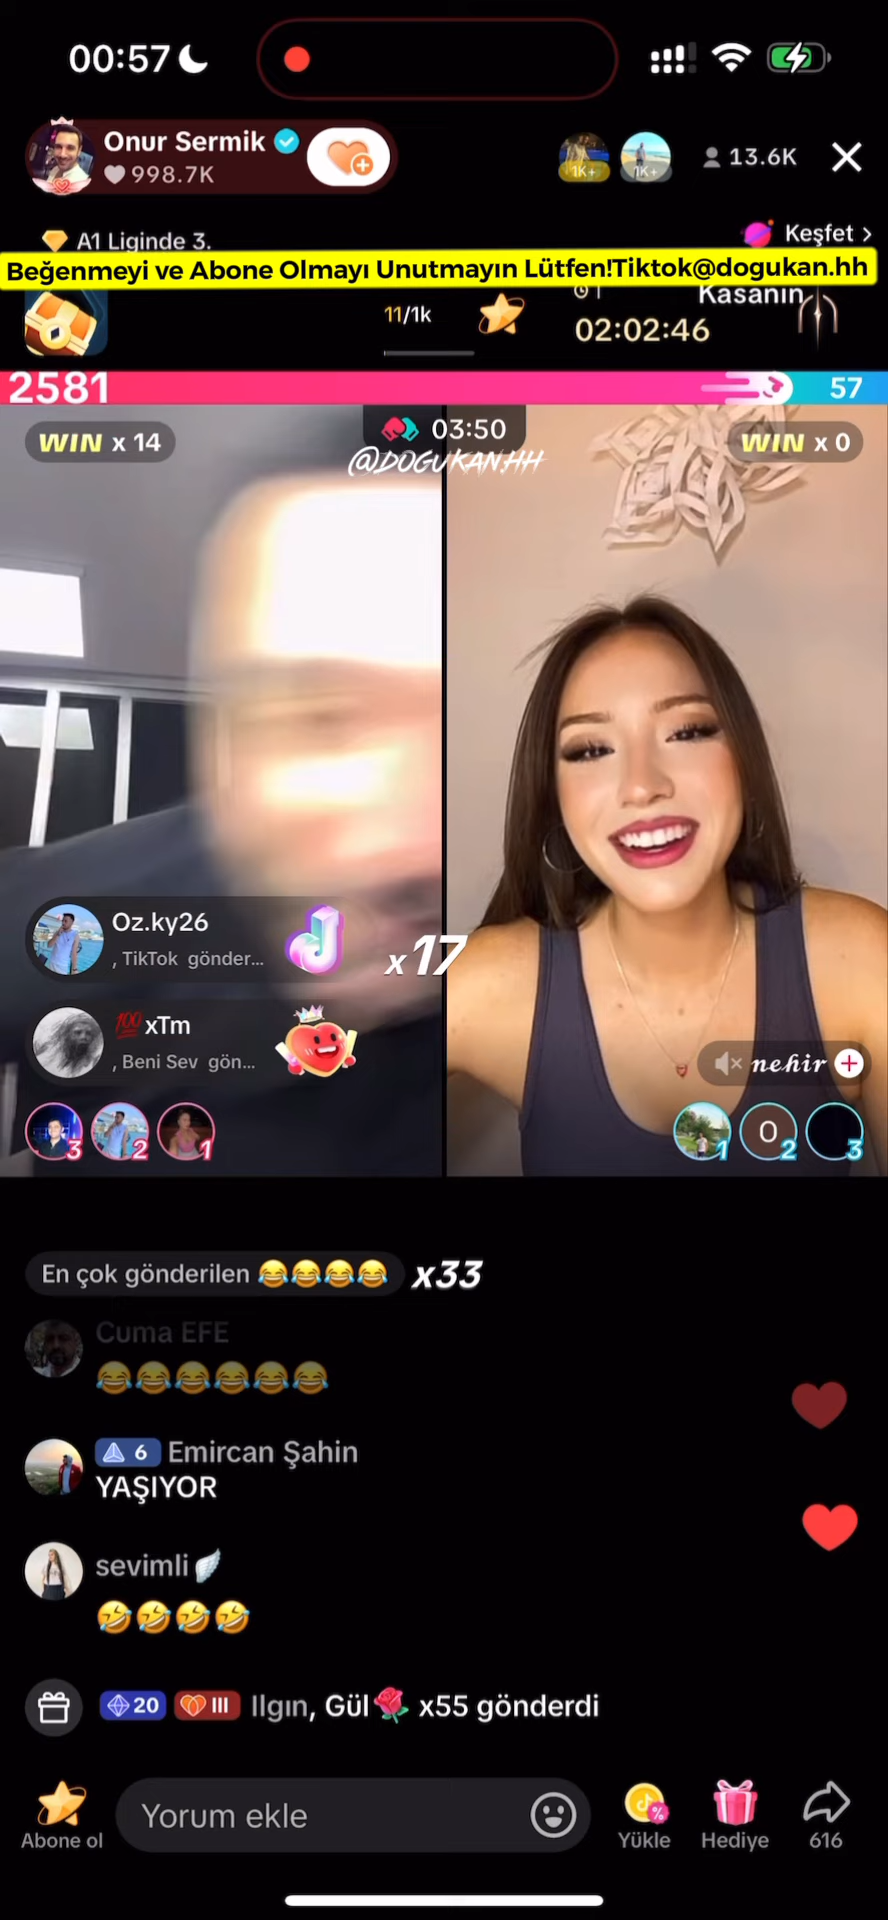 00:57
Onur Sermik
998.7K
1K+
1K+
13.6K
A1 Liginde 3.
Keşfet >
Beğenmeyi ve Abone Olmayı Unutmayın Lütfen!Tiktok@dogukan.hh
11/1k
Kasanın
02:02:46
2581
57
WIN x 14
03:50
WIN x 0
@DOGUKAN.HH
Oz.ky26
, TikTok gönder...
x17
💯xTm
, Beni Sev gön...
nehir
3
2
1
1
O
2
3
En çok gönderilen 😂😂😂😂 x33
Cuma EFE
😂😂😂😂😂😂
6 Emircan Şahin
YAŞIYOR
sevimli🪽
🤣🤣🤣🤣
20 III Ilgın, Gül🌹 x55 gönderdi
Yorum ekle
Abone ol
Yükle
Hediye
616